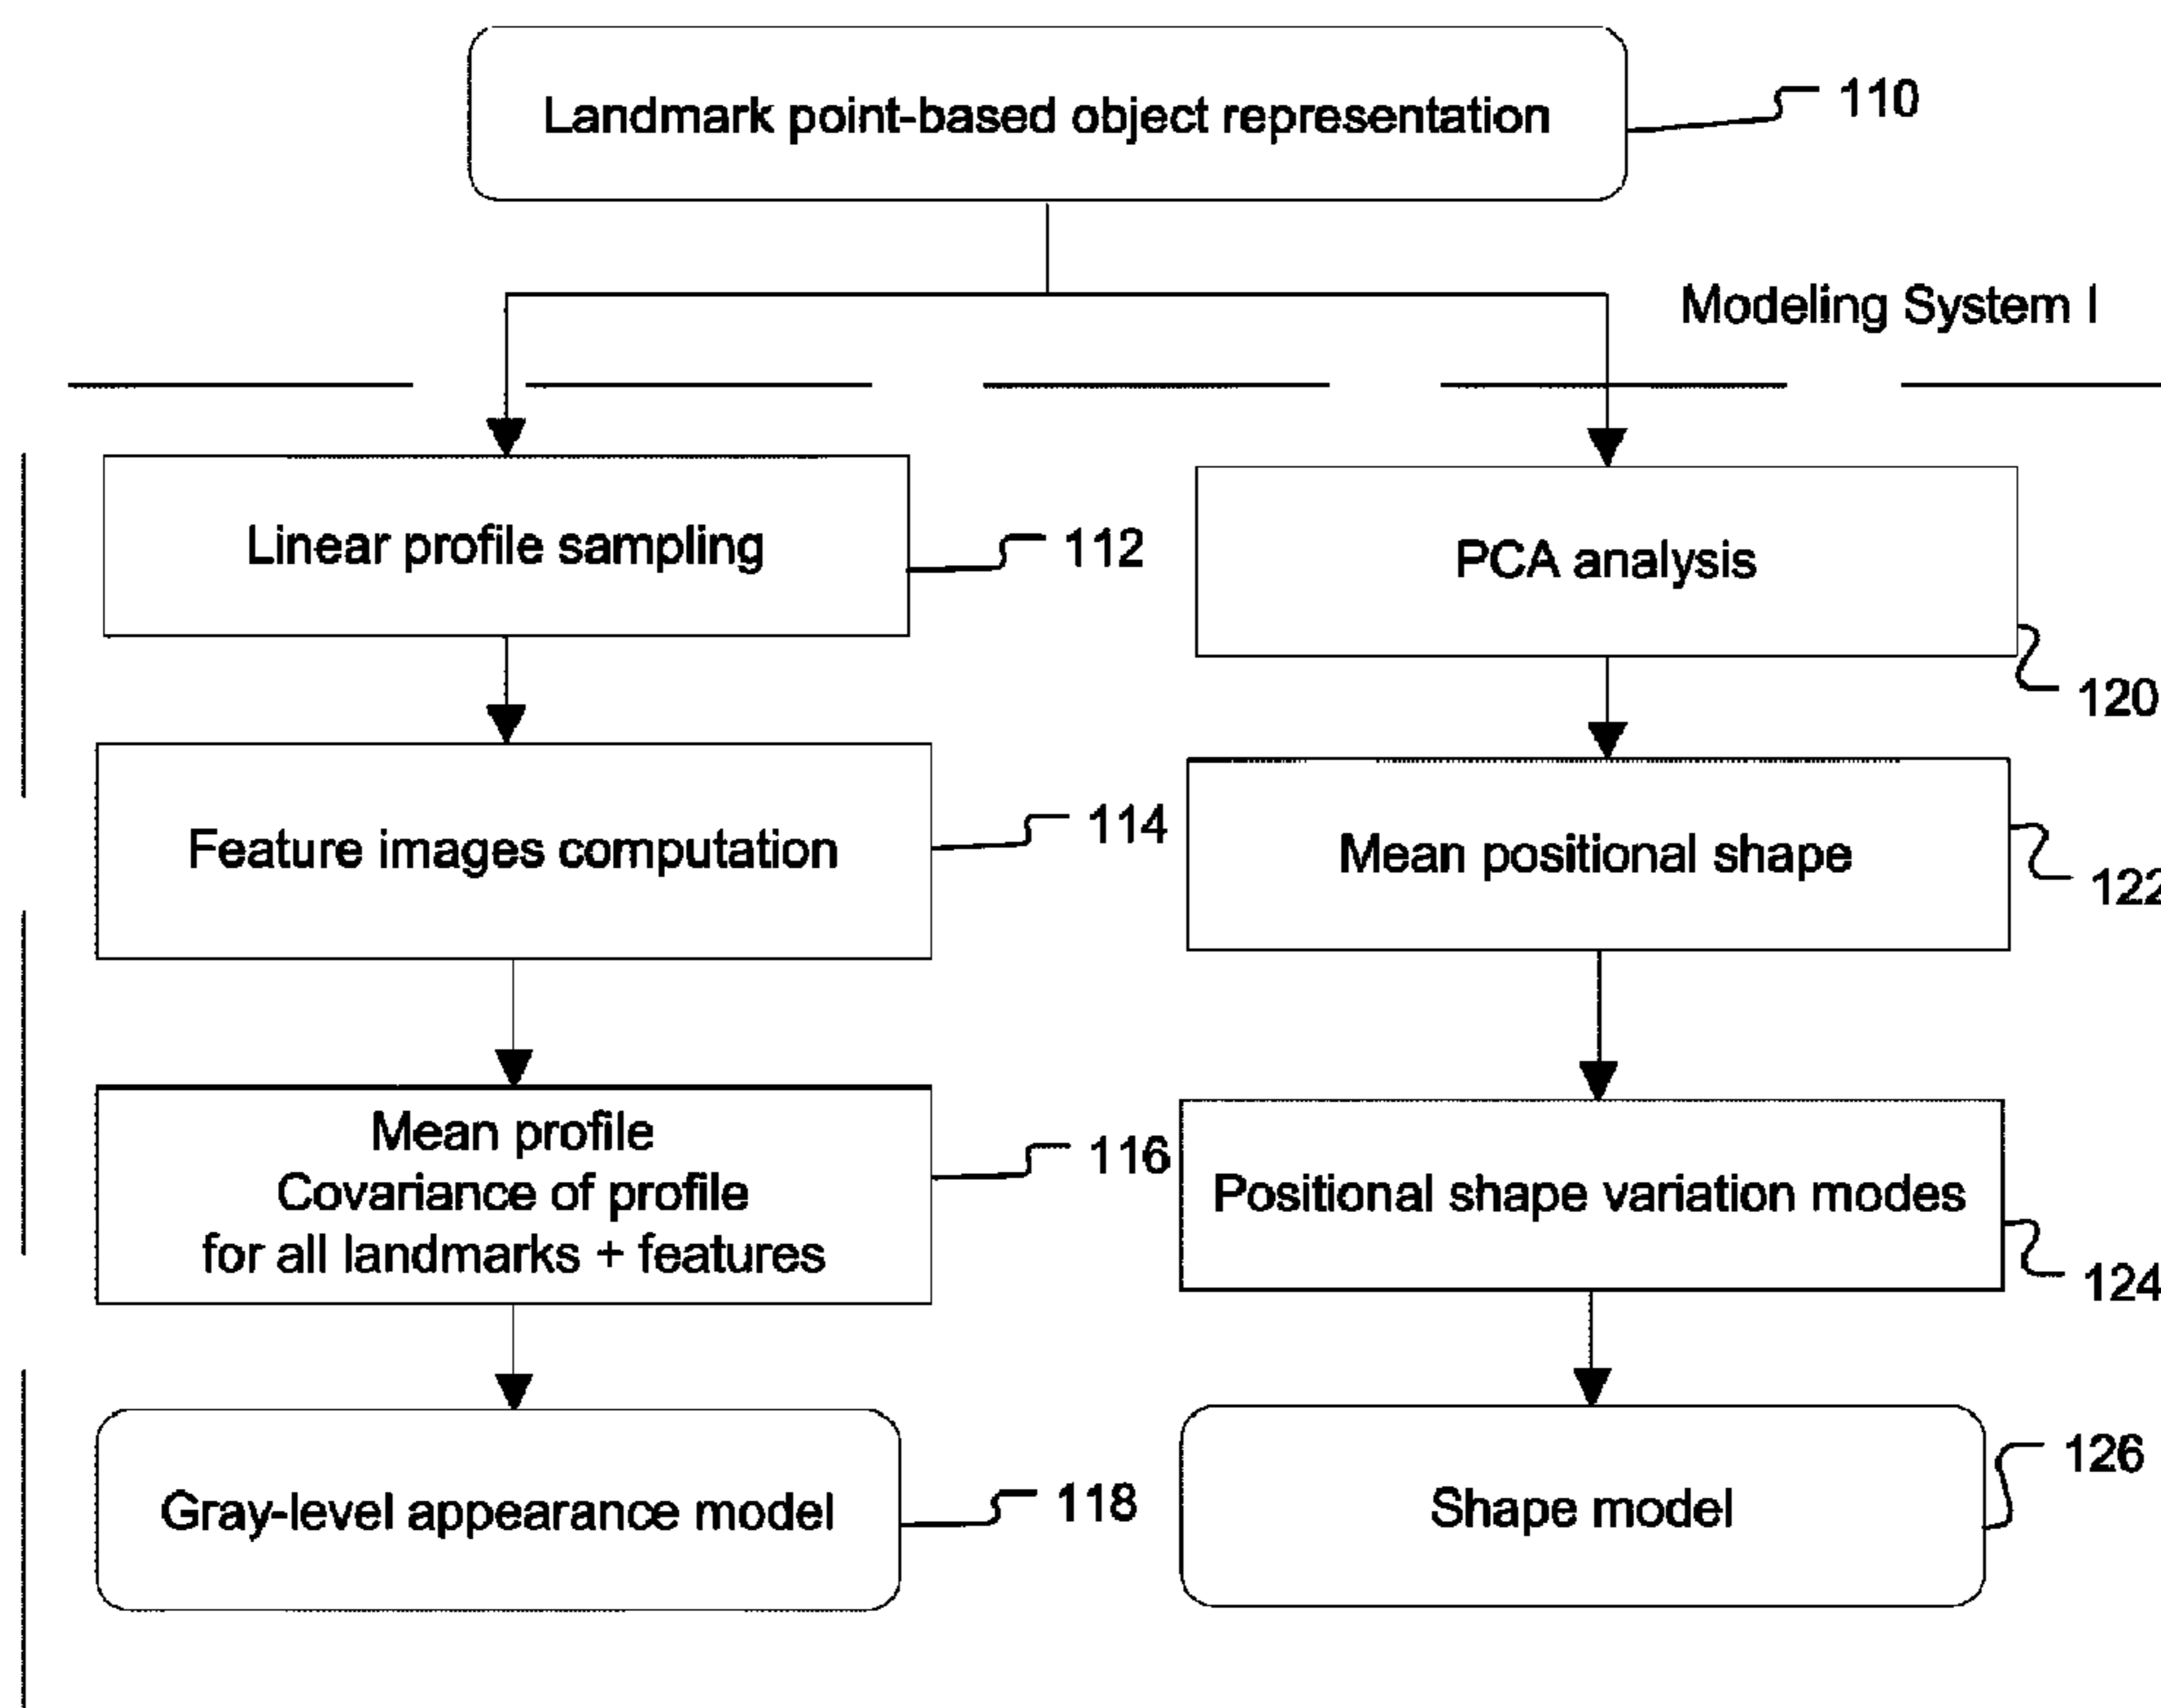 Landmark point-based object representation
110
Modeling System I
Linear profile sampling
112
PCA analysis
120
Feature images computation
114
Mean positional shape
122
Mean profile
Covariance of profile
for all landmarks + features
116
Positional shape variation modes
124
Gray-level appearance model
118
Shape model
126